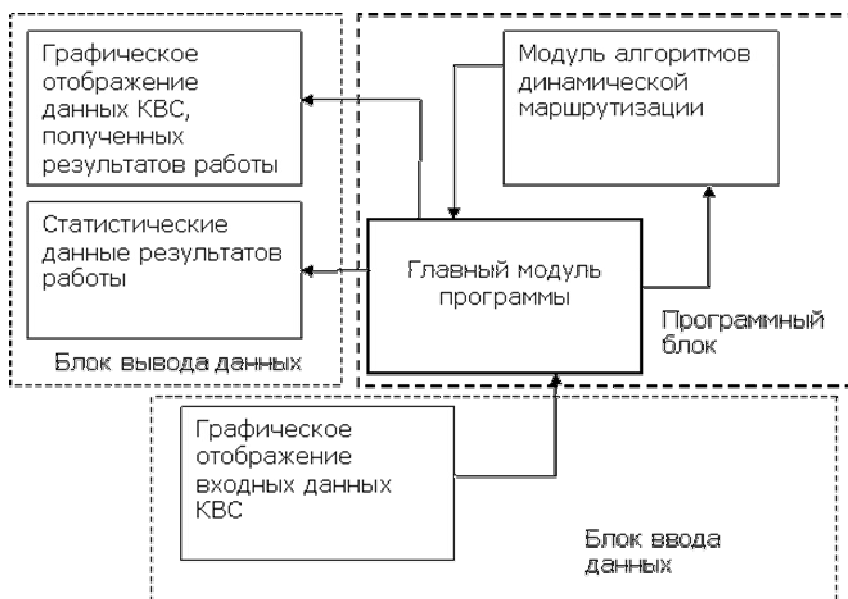 Графическое
отображение
данных КВС,
полученных
результатов работы
Статистические
данные результатов
работы
Блок вывода данных
Модуль алгоритмов
динамической
маршрутизации
Главный модуль
программы
Программный
блок
Графическое
отображение
входных данных
КВС
Блок ввода
данных